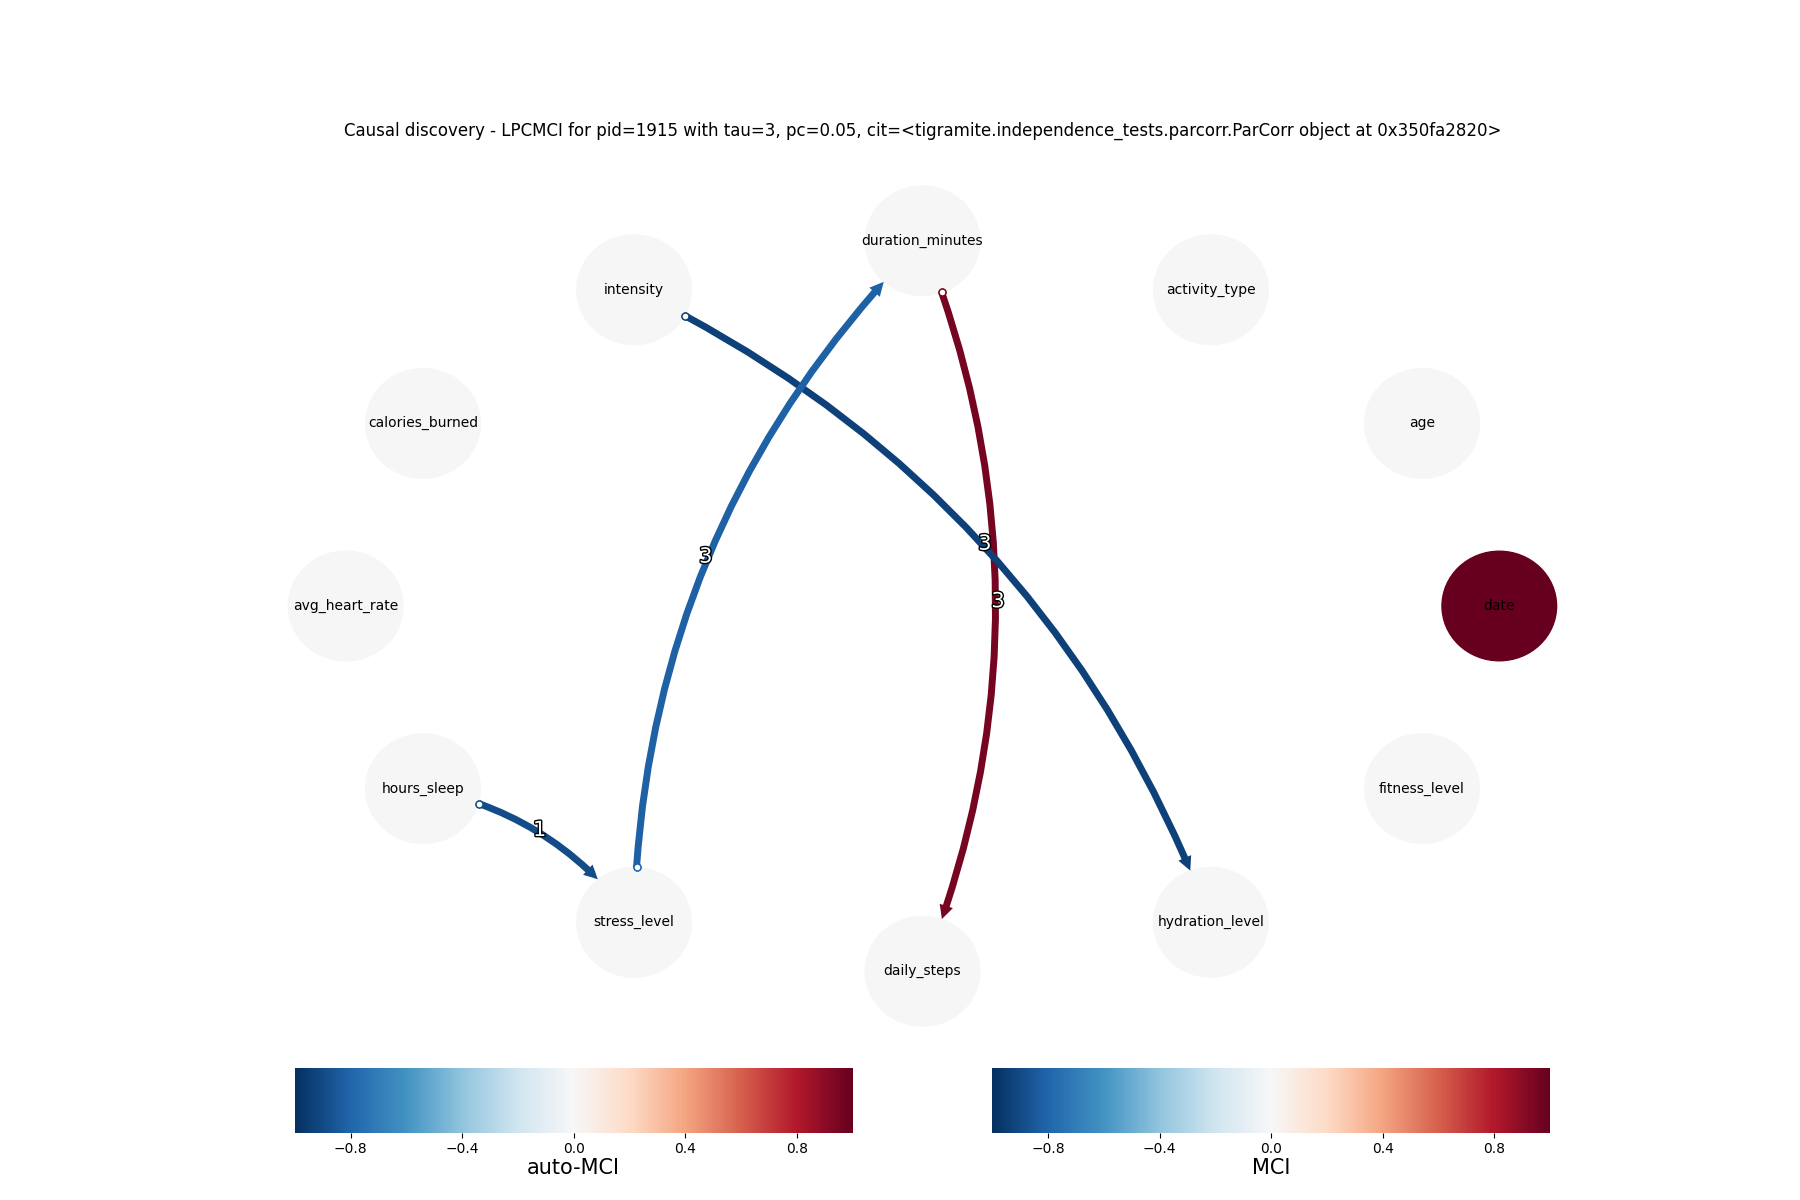 Causal discovery - LPCMCI for pid=1915 with tau=3, pc=0.05, cit=<tigramite.independence_tests.parcorr.ParCorr object at 0x350fa2820>
duration_minutes
intensity
activity_type
calories_burned
age
3
3
3
avg_heart_rate
date
hours_sleep
fitness_level
1
stress_level
hydration_level
daily_steps
−0.8 −0.4 0.0 0.4 0.8
auto-MCI
−0.8 −0.4 0.0 0.4 0.8
MCI